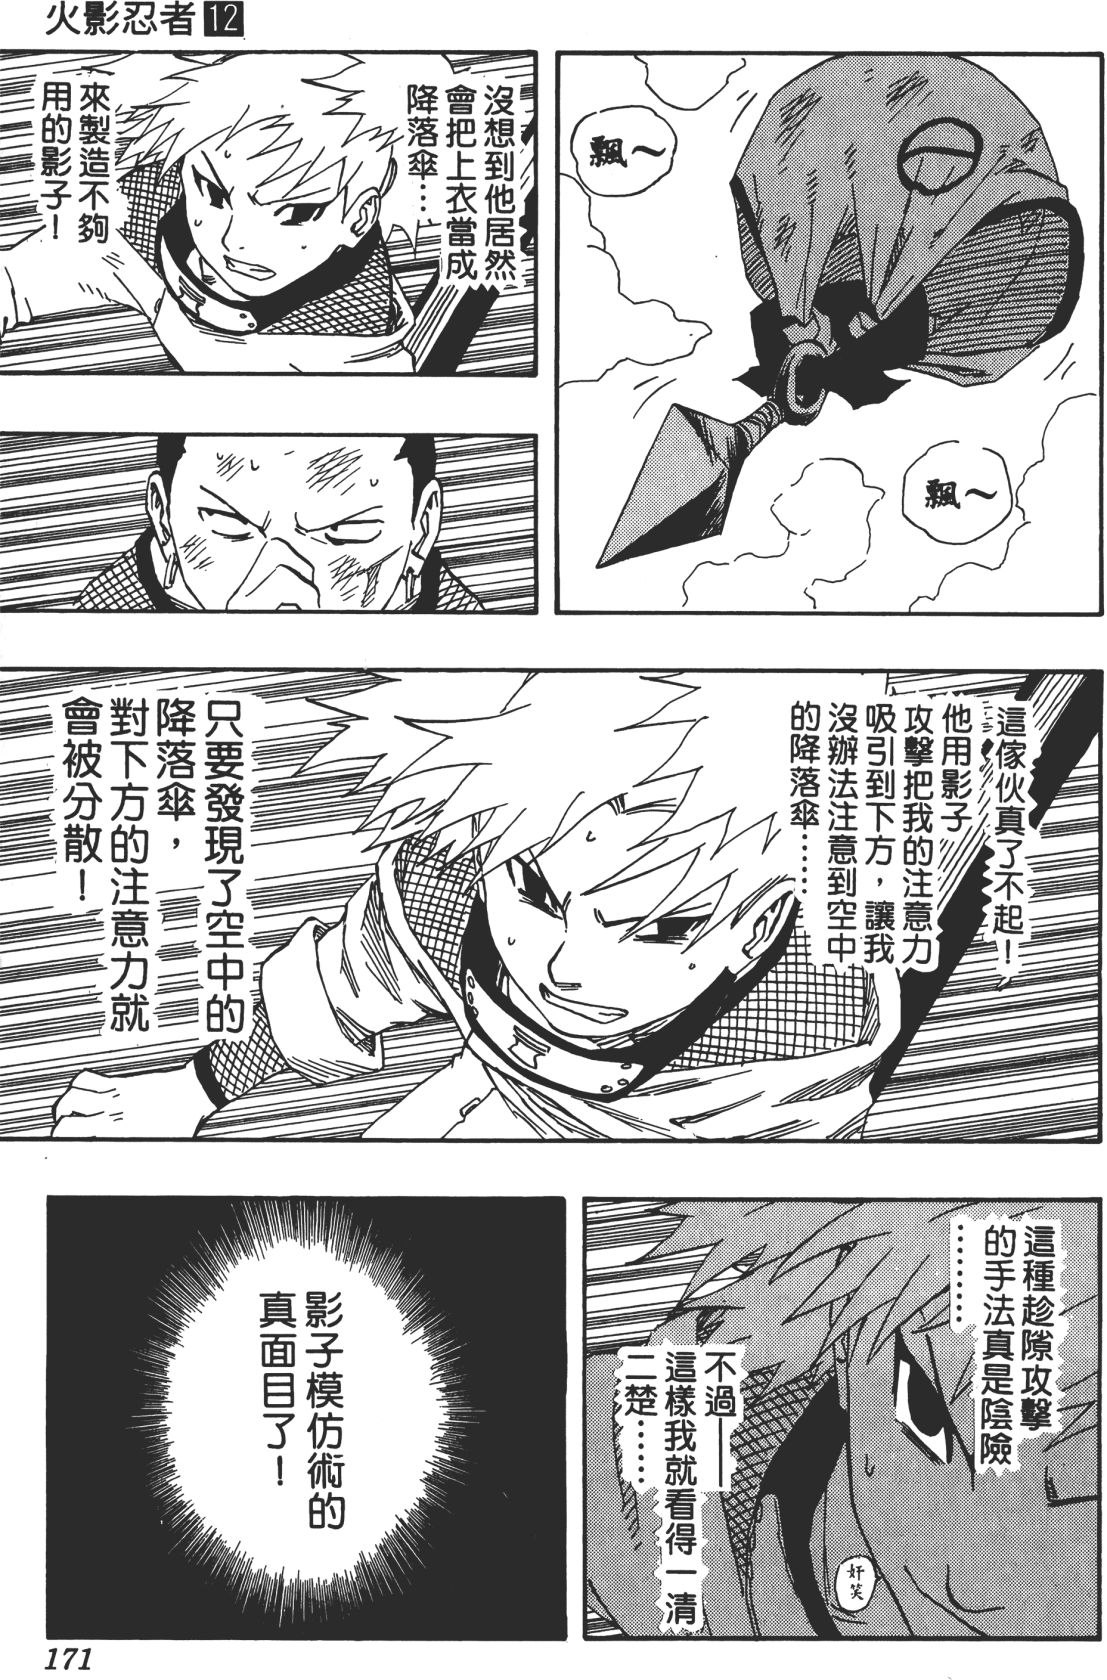 火影忍者12
飄～
飄～
沒想到他居然
會把上衣當成
降落傘…
來製造不夠
用的影子！
這傢伙真了不起！
他用影子
攻擊把我的注意力
吸引到下方，讓我
沒辦法注意到空中
的降落傘……
只要發現了空中的
降落傘，
對下方的注意力就
會被分散！
這種趁隙攻擊
的手法真是陰險
………
不過——
這樣我就看得一清
二楚……
奸笑
影子模仿術的
真面目了！
171